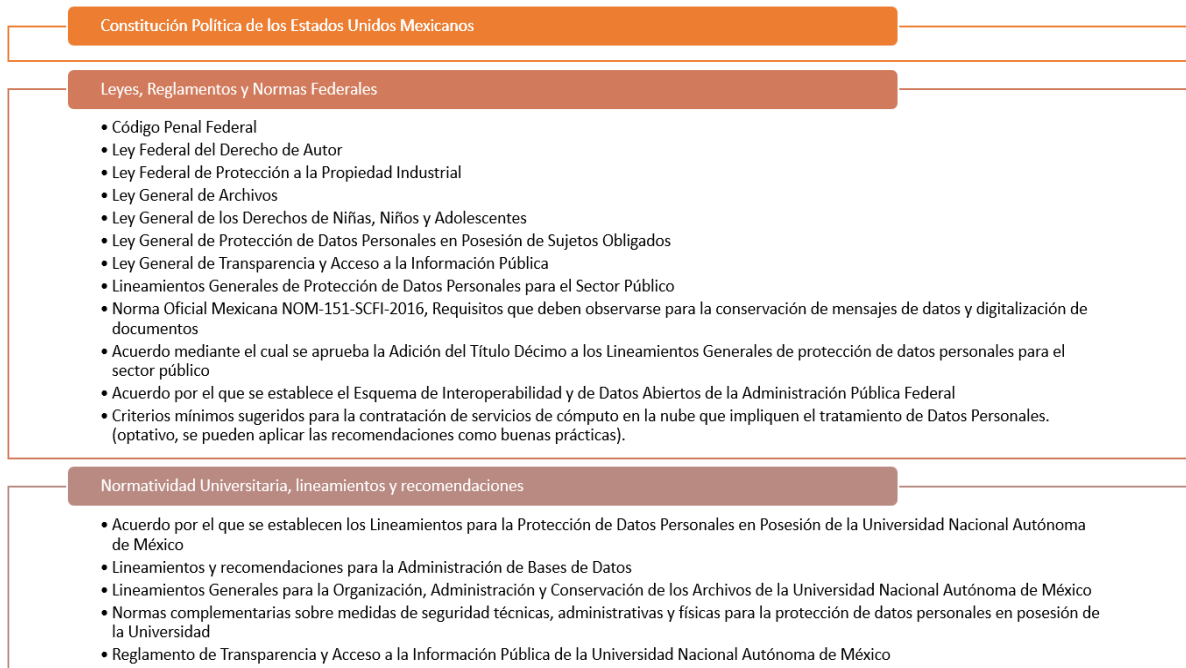 Constitución Política de los Estados Unidos Mexicanos
Leyes, Reglamentos y Normas Federales
• Código Penal Federal
• Ley Federal del Derecho de Autor
• Ley Federal de Protección a la Propiedad Industrial
• Ley General de Archivos
• Ley General de los Derechos de Niñas, Niños y Adolescentes
• Ley General de Protección de Datos Personales en Posesión de Sujetos Obligados
• Ley General de Transparencia y Acceso a la Información Pública
• Lineamientos Generales de Protección de Datos Personales para el Sector Público
• Norma Oficial Mexicana NOM-151-SCFI-2016, Requisitos que deben observarse para la conservación de mensajes de datos y digitalización de
documentos
• Acuerdo mediante el cual se aprueba la Adición del Título Décimo a los Lineamientos Generales de protección de datos personales para el
sector público
• Acuerdo por el que se establece el Esquema de Interoperabilidad y de Datos Abiertos de la Administración Pública Federal
• Criterios mínimos sugeridos para la contratación de servicios de cómputo en la nube que impliquen el tratamiento de Datos Personales.
(optativo, se pueden aplicar las recomendaciones como buenas prácticas).
Normatividad Universitaria, lineamientos y recomendaciones
• Acuerdo por el que se establecen los Lineamientos para la Protección de Datos Personales en Posesión de la Universidad Nacional Autónoma
de México
• Lineamientos y recomendaciones para la Administración de Bases de Datos
• Lineamientos Generales para la Organización, Administración y Conservación de los Archivos de la Universidad Nacional Autónoma de México
• Normas complementarias sobre medidas de seguridad técnicas, administrativas y físicas para la protección de datos personales en posesión de
la Universidad
• Reglamento de Transparencia y Acceso a la Información Pública de la Universidad Nacional Autónoma de México